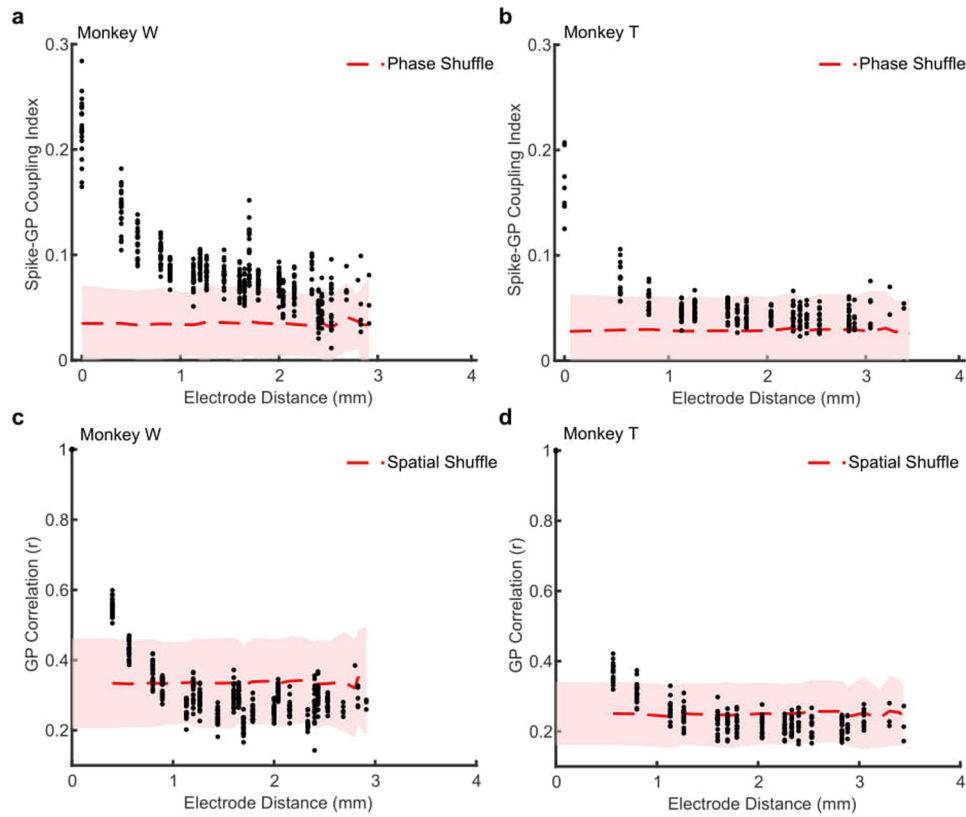 a
Monkey W
Phase Shuffle
0.3
0.2
0.1
0
Spike-GP Coupling Index
0 1 2 3 4
Electrode Distance (mm)
b
Monkey T
Phase Shuffle
0.3
0.2
0.1
0
Spike-GP Coupling Index
0 1 2 3 4
Electrode Distance (mm)
c
Monkey W
Spatial Shuffle
1
0.8
0.6
0.4
0.2
GP Correlation (r)
0 1 2 3 4
Electrode Distance (mm)
d
Monkey T
Spatial Shuffle
1
0.8
0.6
0.4
0.2
GP Correlation (r)
0 1 2 3 4
Electrode Distance (mm)